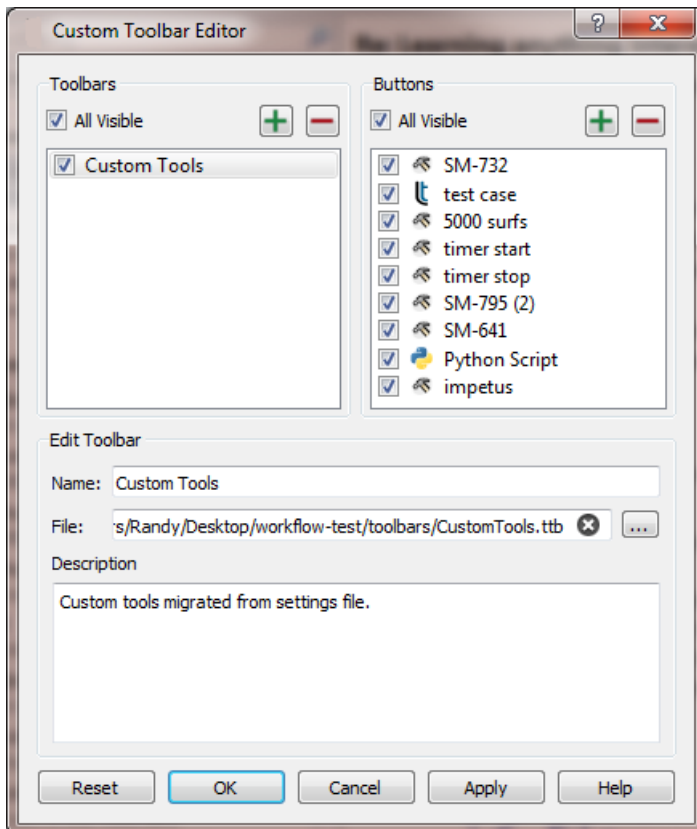 Custom Toolbar Editor
Toolbars
All Visible
Custom Tools
Buttons
All Visible
SM-732
test case
5000 surfs
timer start
timer stop
SM-795 (2)
SM-641
Python Script
impetus
Edit Toolbar
Name: Custom Tools
File: s/Randy/Desktop/workflow-test/toolbars/CustomTools.ttb ...
Description
Custom tools migrated from settings file.
Reset OK Cancel Apply Help